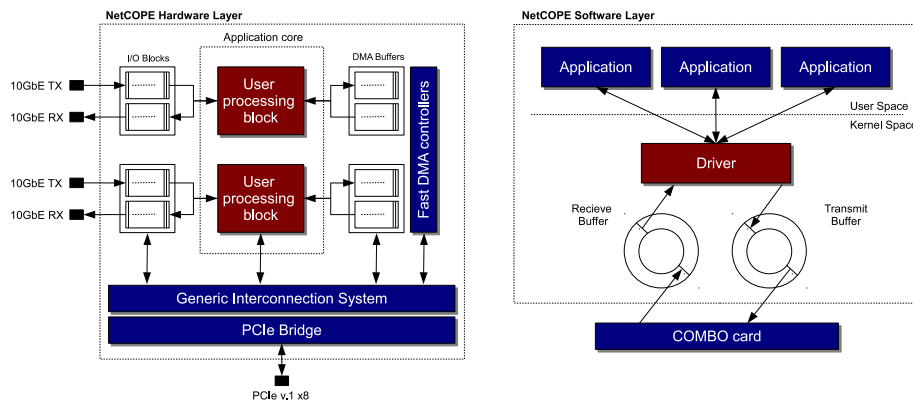 NetCOPE Hardware Layer
Application core
I/O Blocks
DMA Buffers
10GbE TX
10GbE RX
User
processing
block
10GbE TX
10GbE RX
User
processing
block
Fast DMA controllers
Generic Interconnection System
PCIe Bridge
PCIe v.1 x8
NetCOPE Software Layer
Application
Application
Application
User Space
Kernel Space
Driver
Recieve
Buffer
Transmit
Buffer
COMBO card